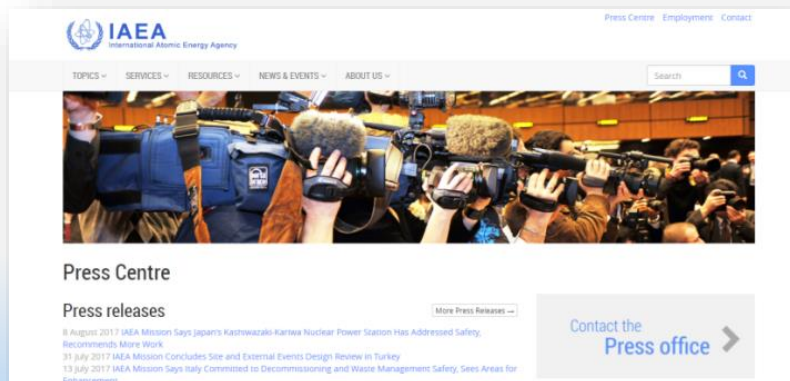 Press Centre Employment Contact
IAEA
International Atomic Energy Agency
TOPICS SERVICES RESOURCES NEWS & EVENTS ABOUT US Search
Press Centre
Press releases
More Press Releases →
8 August 2017 IAEA Mission Says Japan's Kashiwazaki-Kariwa Nuclear Power Station Has Addressed Safety,
Recommends More Work
31 July 2017 IAEA Mission Concludes Site and External Events Design Review in Turkey
13 July 2017 IAEA Mission Says Italy Committed to Decommissioning and Waste Management Safety, Sees Areas for
Enhancement
Contact the
Press office